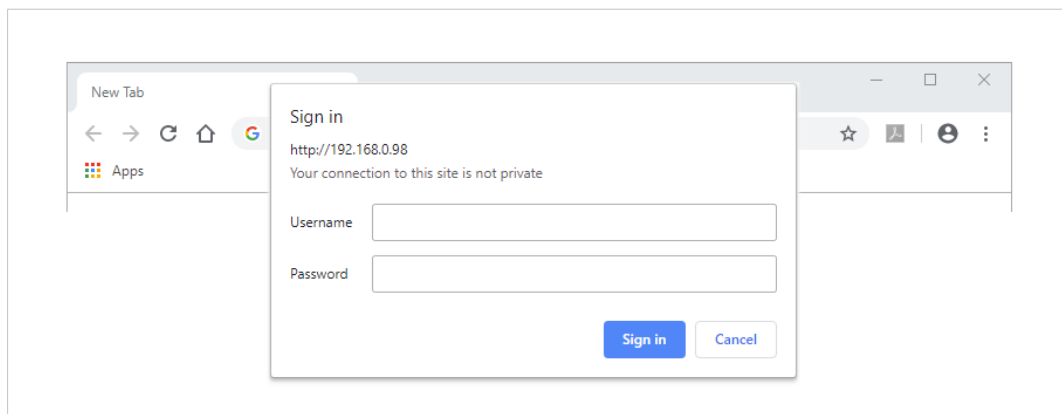 New Tab
Apps
Sign in
http://192.168.0.98
Your connection to this site is not private
Username
Password
Sign in Cancel